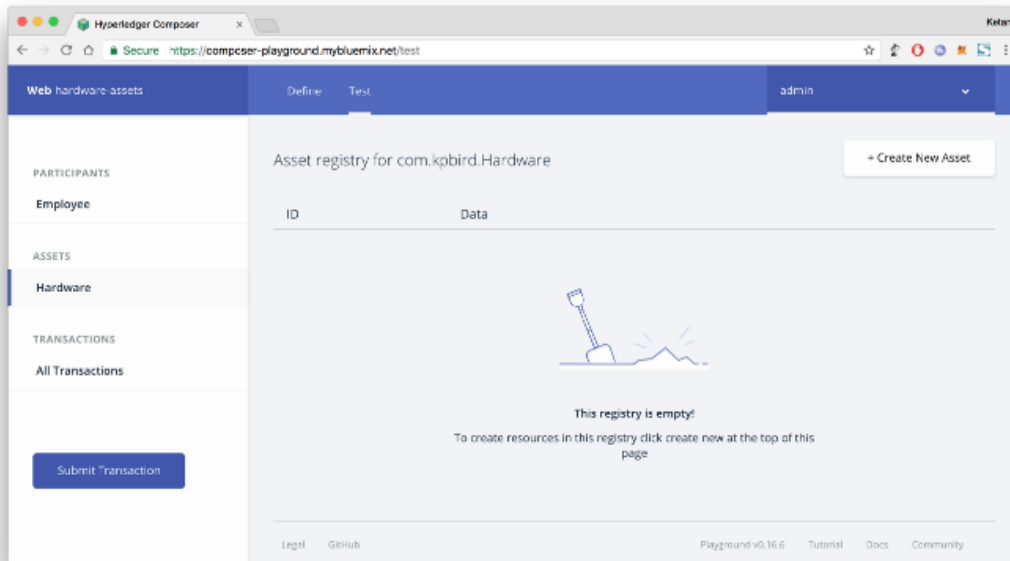 Hyperledger Composer
Ketan
Secure https://composer-playground.mybluemix.net/test
Web hardware-assets
Define Test
admin
Asset registry for com.kpbird.Hardware
+ Create New Asset
PARTICIPANTS
Employee
ID Data
ASSETS
Hardware
TRANSACTIONS
All Transactions
This registry is empty!
To create resources in this registry click create new at the top of this
page
Submit Transaction
Legal GitHub
Playground v0.16.6 Tutorial Docs Community